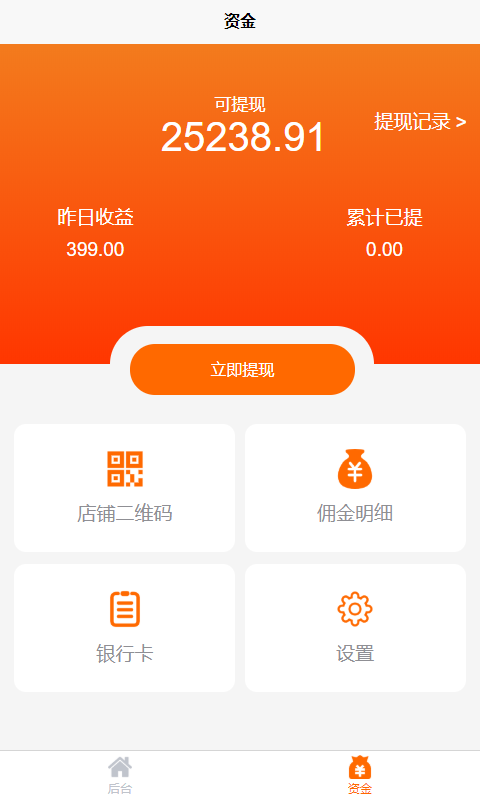 资金
可提现
25238.91
提现记录 >
昨日收益
累计已提
399.00
0.00
立即提现
店铺二维码
佣金明细
银行卡
设置
后台
资金